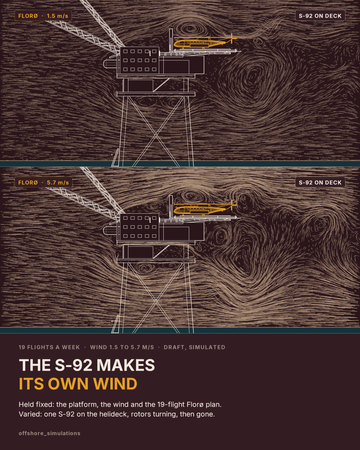 FLORØ · 1.5 m/s
S-92 ON DECK
FLORØ · 5.7 m/s
S-92 ON DECK
19 FLIGHTS A WEEK · WIND 1.5 TO 5.7 M/S · DRAFT, SIMULATED
THE S-92 MAKES
ITS OWN WIND
Held fixed: the platform, the wind and the 19-flight Florø plan.
Varied: one S-92 on the helideck, rotors turning, then gone.
offshore_simulations